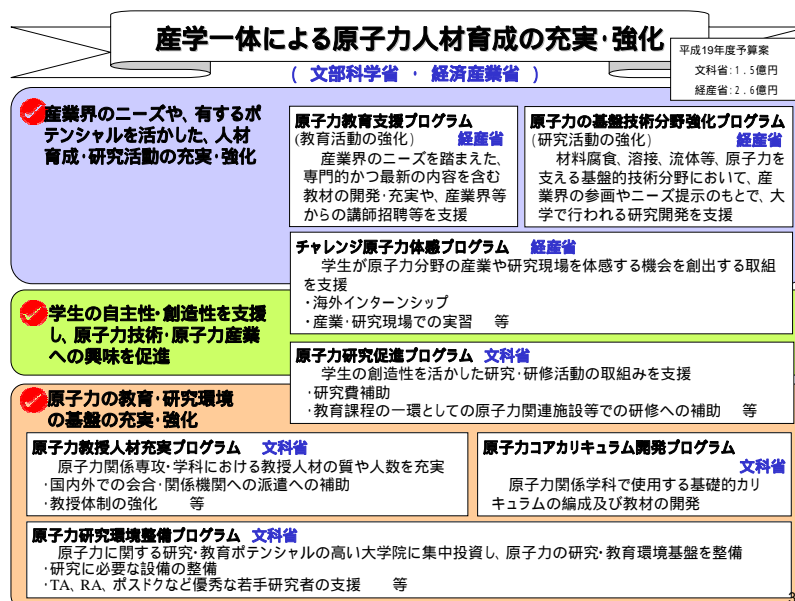 産学一体による原子力人材育成の充実・強化
平成19年度予算案
文科省:1.5億円
経産省:2.6億円
( 文部科学省 ・ 経済産業省 )
産業界のニーズや、有するポ
テンシャルを活かした、人材
育成・研究活動の充実・強化
原子力教育支援プログラム
(教育活動の強化) 経産省
産業界のニーズを踏まえた、
専門的かつ最新の内容を含む
教材の開発・充実や、産業界等
からの講師招聘等を支援
原子力の基盤技術分野強化プログラム
(研究活動の強化) 経産省
材料腐食、溶接、流体等、原子力を
支える基盤的技術分野において、産
業界の参画やニーズ提示のもとで、大
学で行われる研究開発を支援
チャレンジ原子力体感プログラム 経産省
学生が原子力分野の産業や研究現場を体感する機会を創出する取組
を支援
・海外インターンシップ
・産業・研究現場での実習 等
学生の自主性・創造性を支援
し、原子力技術・原子力産業
への興味を促進
原子力研究促進プログラム 文科省
学生の創造性を活かした研究・研修活動の取組みを支援
・研究費補助
・教育課程の一環としての原子力関連施設等での研修への補助 等
原子力の教育・研究環境
の基盤の充実・強化
原子力教授人材充実プログラム 文科省
原子力関係専攻・学科における教授人材の質や人数を充実
・国内外での会合・関係機関への派遣への補助
・教授体制の強化 等
原子力コアカリキュラム開発プログラム
文科省
原子力関係学科で使用する基礎的カリ
キュラムの編成及び教材の開発
原子力研究環境整備プログラム 文科省
原子力に関する研究・教育ポテンシャルの高い大学院に集中投資し、原子力の研究・教育環境基盤を整備
・研究に必要な設備の整備
・TA、RA、ポスドクなど優秀な若手研究者の支援 等
3